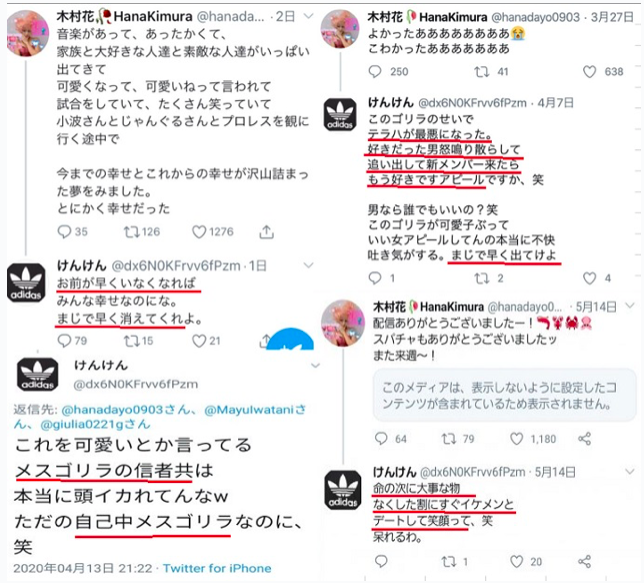 木村花🥀HanaKimura @hanada... · 2日
音楽があって、あったかくて、
家族と大好きな人達と素敵な人達がいっぱい
出てきて
可愛くなって、可愛いねって言われて
試合をしていて、たくさん笑っていて
小波さんとじゃんぐるさんとプロレスを観に
行く途中で
今までの幸せとこれからの幸せが沢山詰まっ
た夢をみました。
とにかく幸せだった
35 126 1276
adidas
けんけん @dx6N0KFrvv6fPzm · 1日
お前が早くいなくなれば
みんな幸せなのにな。
まじで早く消えてくれよ。
79 15 21
adidas
けんけん
@dx6N0KFrvv6fPzm
返信先: @hanadayo0903さん、@MayuIwataniさ
ん、@giulia0221gさん
これを可愛いとか言ってる
メスゴリラの信者共は
本当に頭イカれてんなw
ただの自己中メスゴリラなのに、
笑
2020年04月13日 21:22 · Twitter for iPhone
木村花🥀HanaKimura @hanadayo0903 · 3月27日
よかったああああああああ😭
こわかったあああああああ
250 41 638
adidas
けんけん @dx6N0KFrvv6fPzm · 4月7日
このゴリラのせいで
テラハが最悪になった。
好きだった男怒鳴り散らして
追い出して新メンバー来たら
もう好きですアピールですか、笑
男なら誰でもいいの？笑
このゴリラが可愛子ぶって
いい女アピールしてんの本当に不快
吐き気がする。まじで早く出てけよ
1 2 4
木村花🥀HanaKimura @hanadayo0... · 5月14日
配信ありがとうございましたー！🦐🦞🦀🦑
スパチャもありがとうございましたッ
また来週〜！
このメディアは、表示しないように設定したコ
ンテンツが含まれているため表示されません。
64 79 1,180
adidas
けんけん @dx6N0KFrvv6fPzm · 5月14日
命の次に大事な物
なくした割にすぐイケメンと
デートして笑顔って、笑
呆れるわ。
1 20